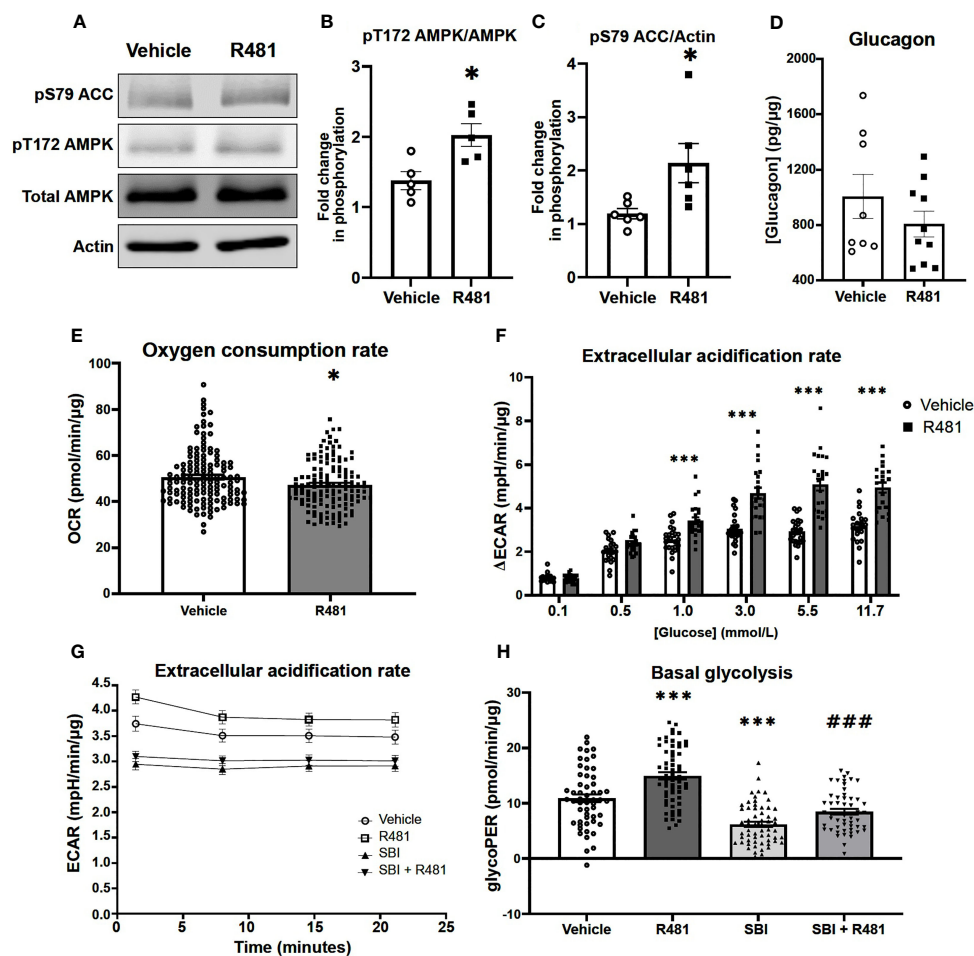 A
Vehicle R481
pS79 ACC
pT172 AMPK
Total AMPK
Actin
B
pT172 AMPK/AMPK
Fold change
in phosphorylation
3
2
1
0
*
Vehicle R481
C
pS79 ACC/Actin
Fold change
in phosphorylation
4
3
2
1
0
*
Vehicle R481
D
Glucagon
[Glucagon] (pg/µg)
2000
1600
1200
800
400
Vehicle R481
E
Oxygen consumption rate
OCR (pmol/min/µg)
100
80
60
40
20
0
*
Vehicle R481
F
Extracellular acidification rate
ΔECAR (mpH/min/µg)
10
8
6
4
2
0
*** *** *** ***
Vehicle
R481
0.1 0.5 1.0 3.0 5.5 11.7
[Glucose] (mmol/L)
G
Extracellular acidification rate
ECAR (mpH/min/µg)
4.5
4.0
3.5
3.0
2.5
2.0
1.5
1.0
0.5
0.0
Vehicle
R481
SBI
SBI + R481
0 5 10 15 20 25
Time (minutes)
H
Basal glycolysis
glycoPER (pmol/min/µg)
30
20
10
0
-10
*** *** ###
Vehicle R481 SBI SBI + R481